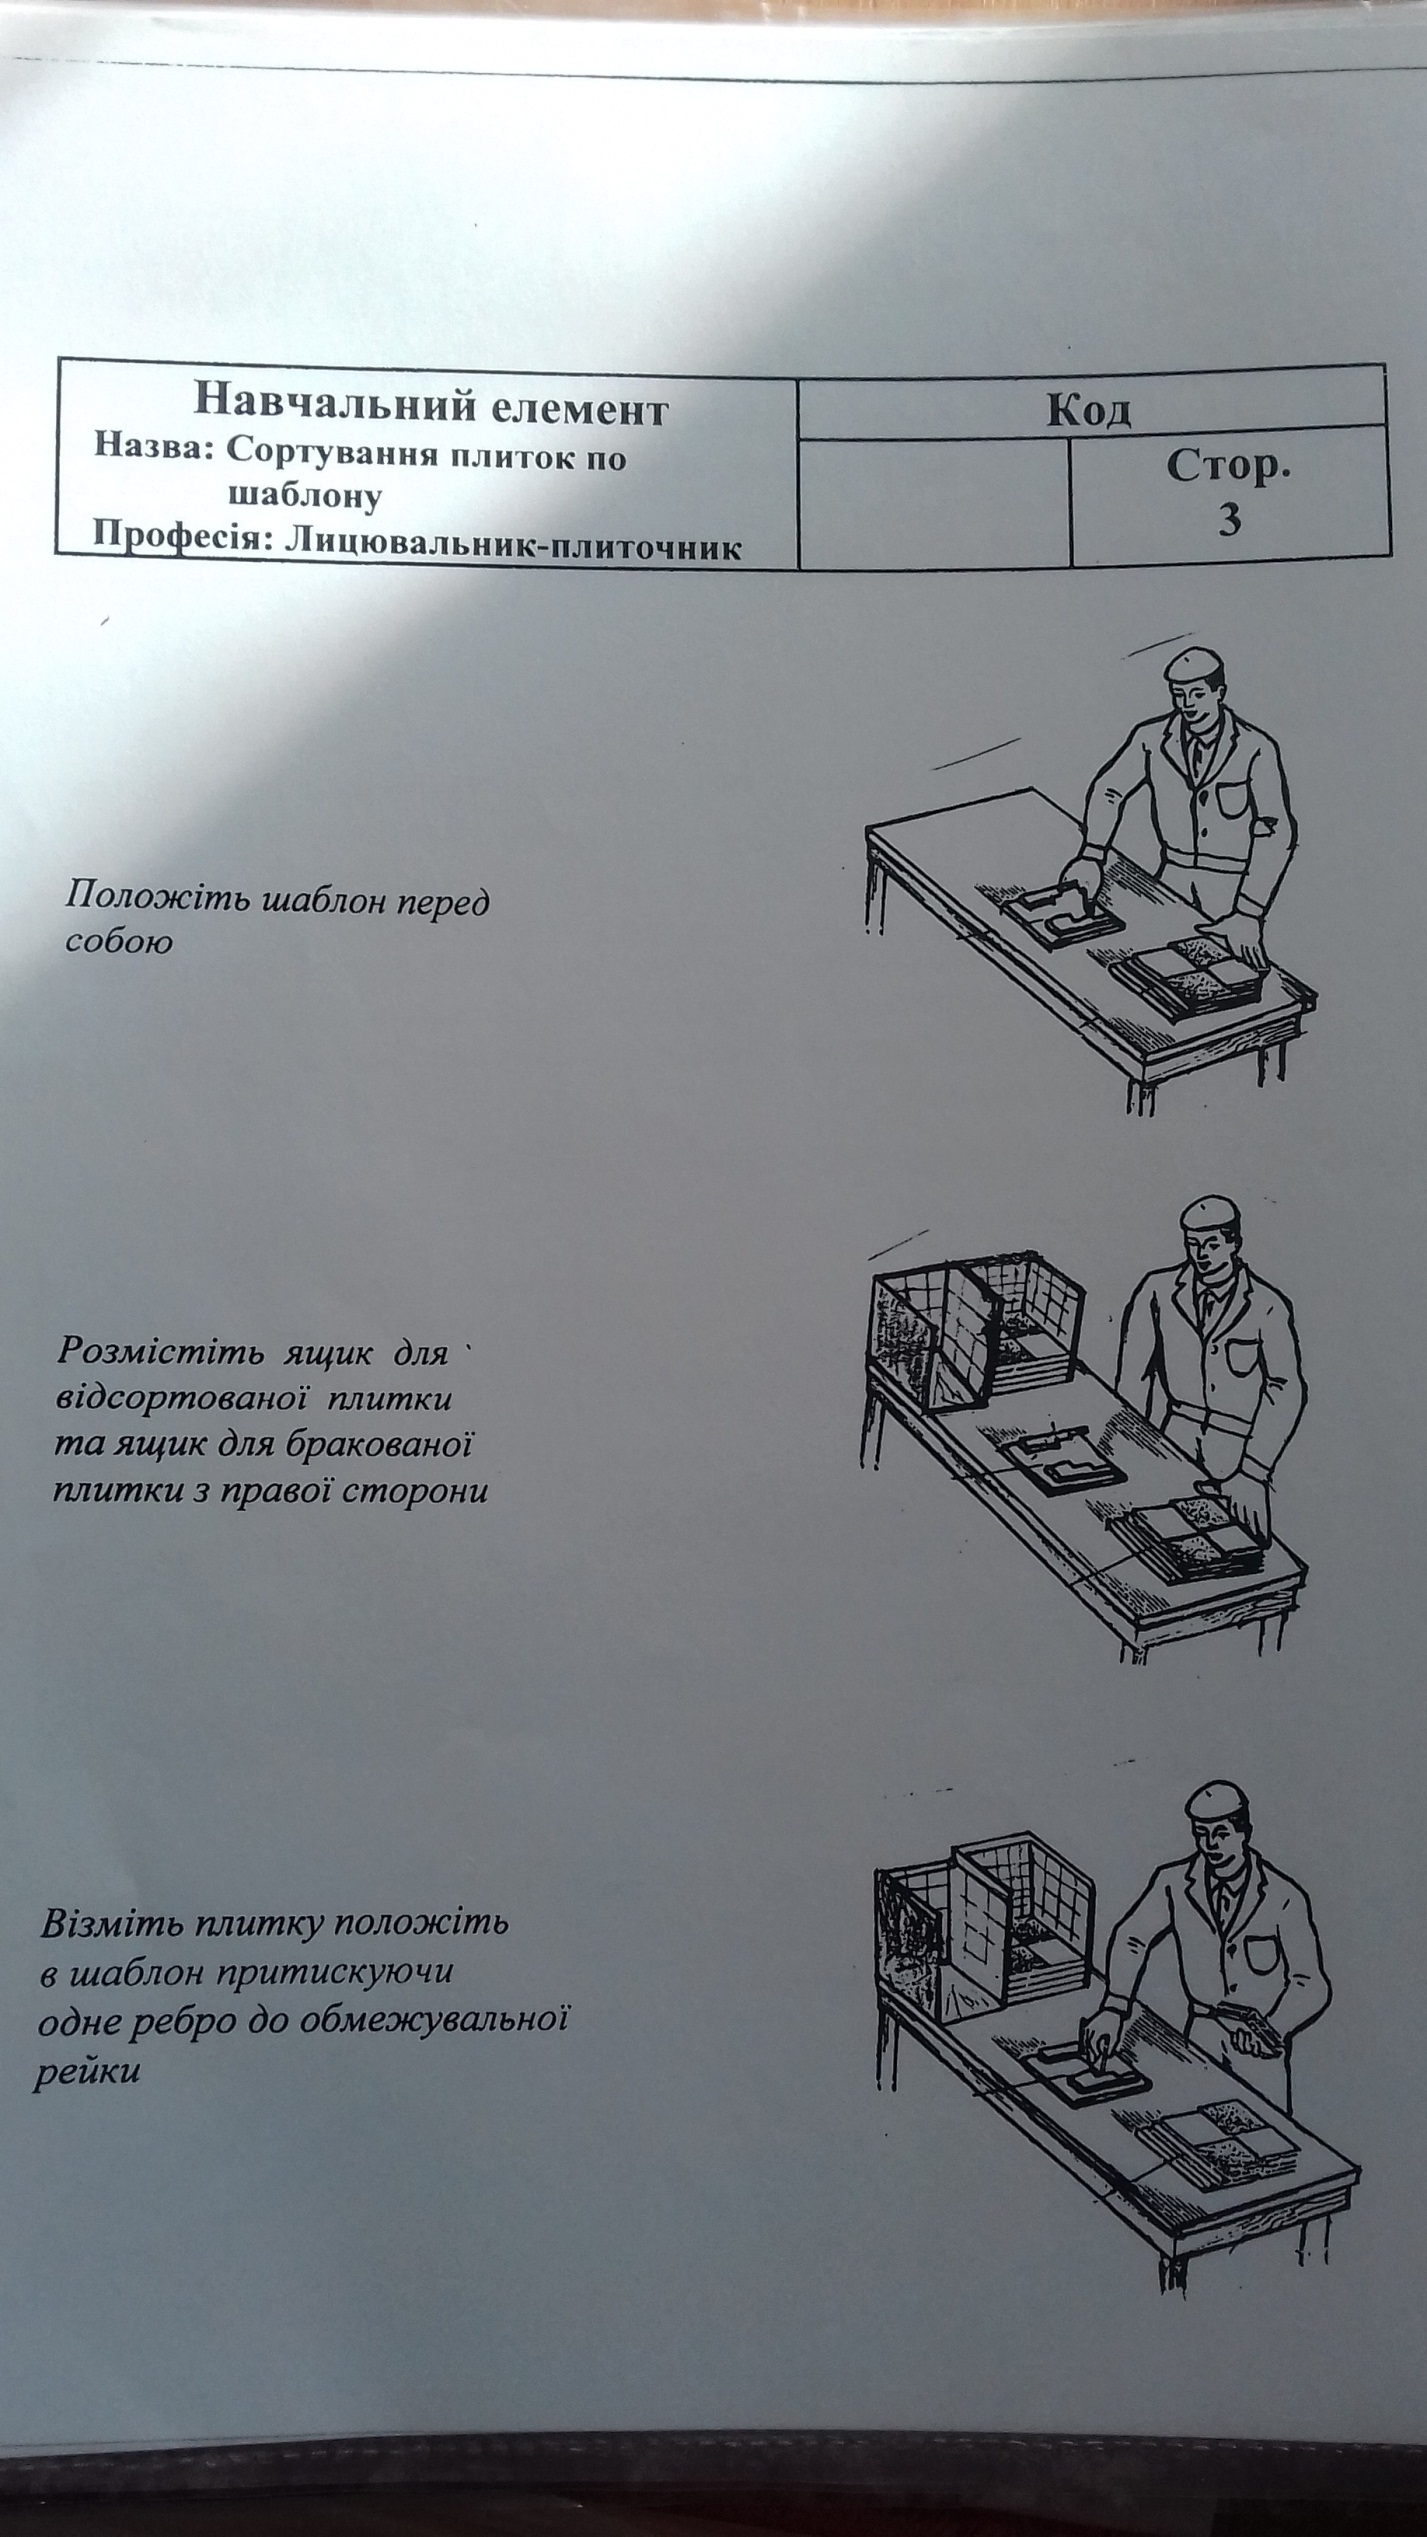 Навчальний елемент
Назва: Сортування плиток по
шаблону
Професія: Лицювальник-плиточник
Код
Стор.
3
Положіть шаблон перед
собою
Розмістіть ящик для
відсортованої плитки
та ящик для бракованої
плитки з правої сторони
Візміть плитку положіть
в шаблон притискуючи
одне ребро до обмежувальної
рейки